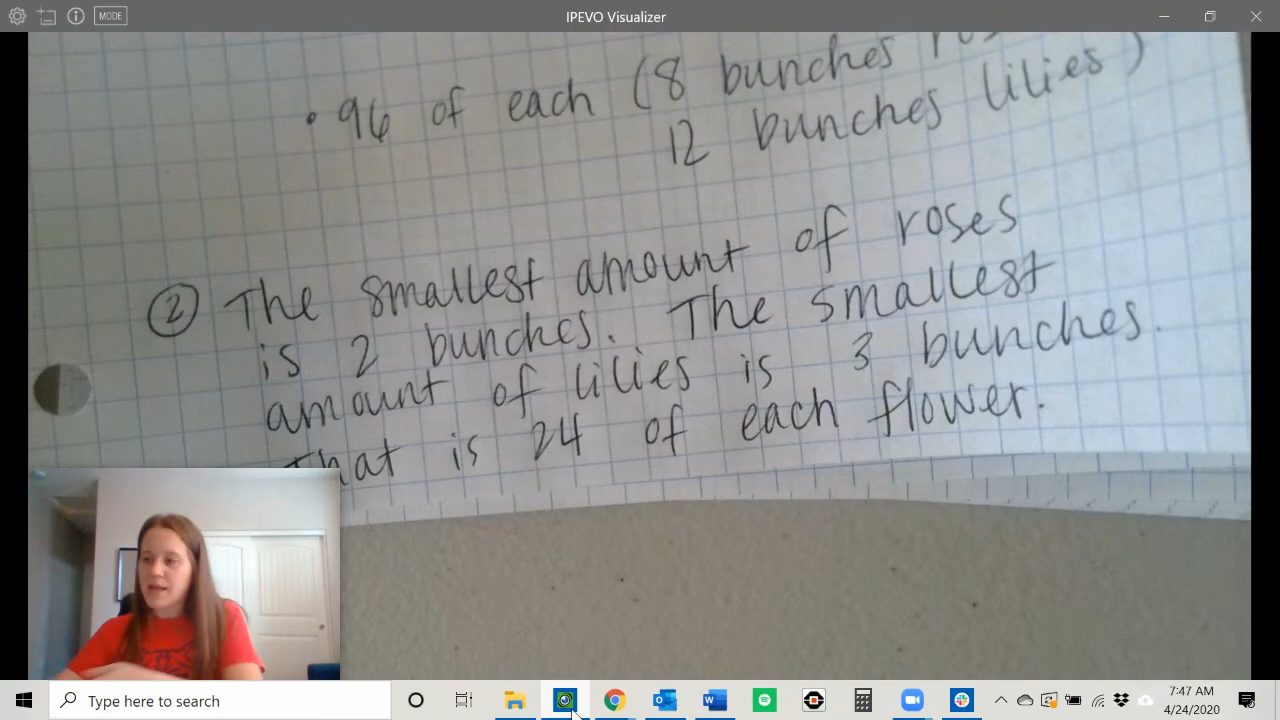 MODE
IPEVO Visualizer
• 96 of each (8 bunches
12 bunches lilies)
② The smallest amount of roses
is 2 bunches. The smallest
amount of lilies is 3 bunches.
That is 24 of each flower.
Type here to search
7:47 AM
4/24/2020